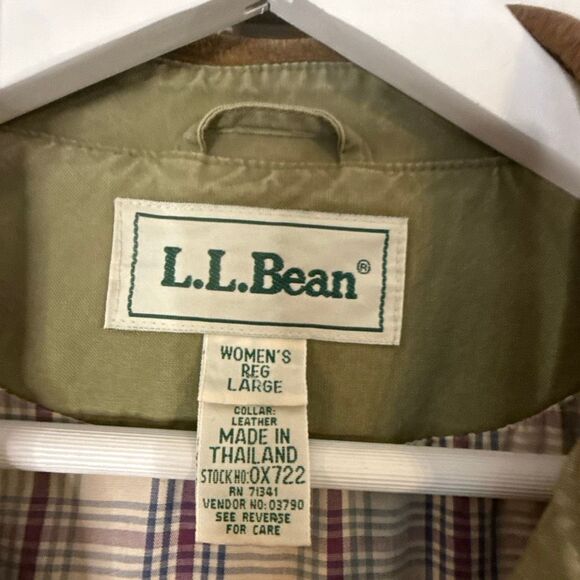 L.L.Bean®
WOMEN'S
REG
LARGE
COLLAR:
LEATHER
MADE IN
THAILAND
STOCK NO: OX722
RN 71341
VENDOR NO: 03790
SEE REVERSE
FOR CARE